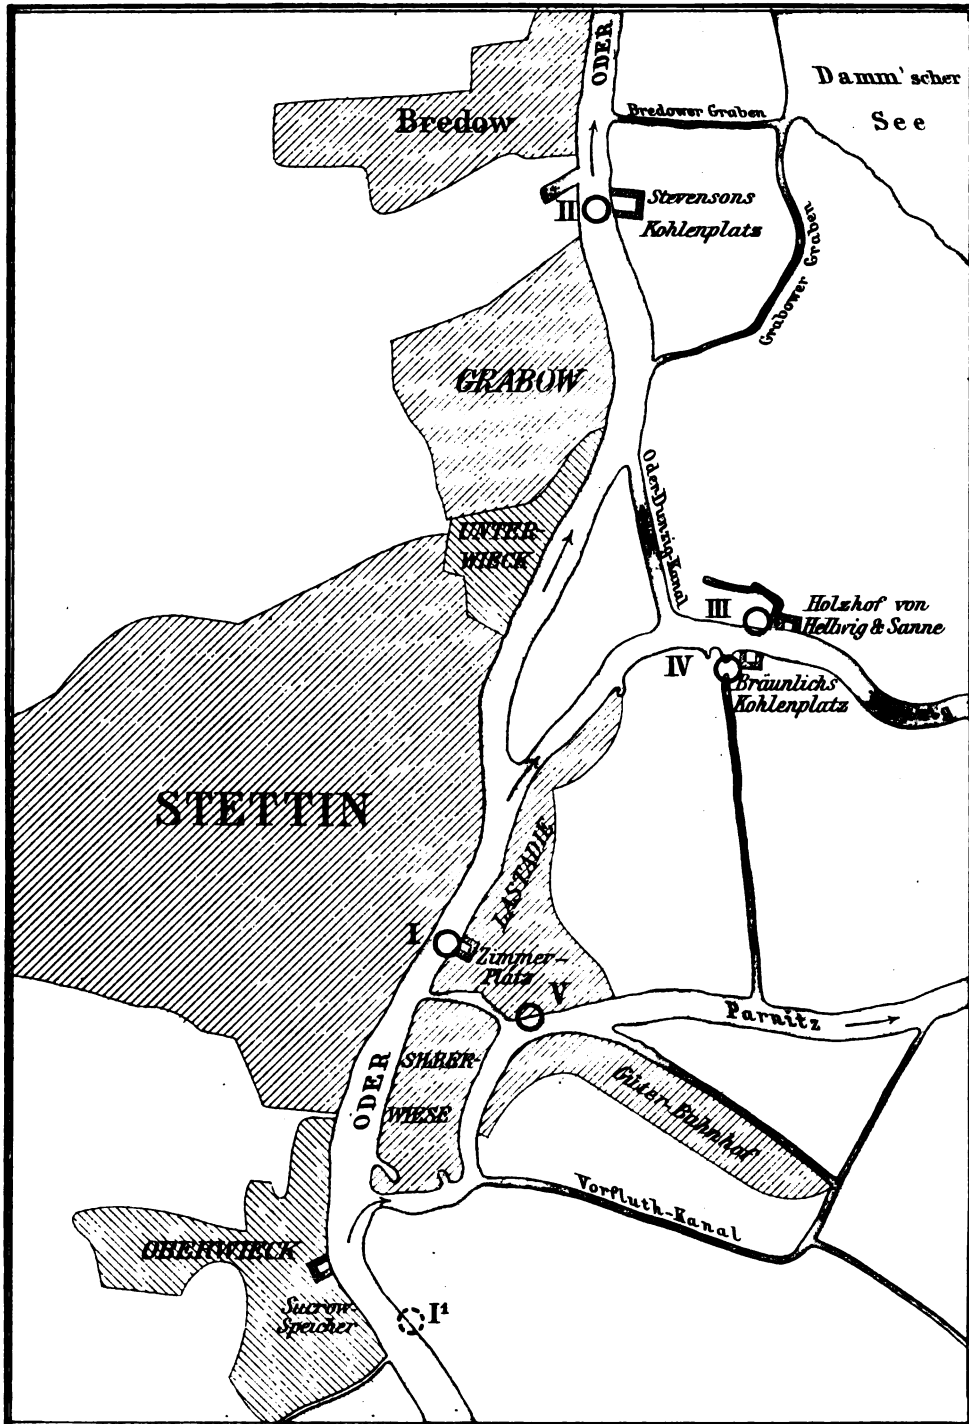 ODER
Damm'scher
See
Bredow
Bredower Graben
II
Stevensons
Kohlenplatz
Grabower Graben
GRABOW
Oder-Dunzig-Kanal
UNTER-
WIECK
III
Holzhof von
Hellwig & Sanne
IV
Bräunlichs
Kohlenplatz
STETTIN
LASTADIE
I
Zimmer-
Platz
V
Parnitz
ODER
SILBER-
WIESE
Güter-Bahnhof
Vorfluth-Kanal
OBERWIECK
Sucrow-
Speicher
I¹